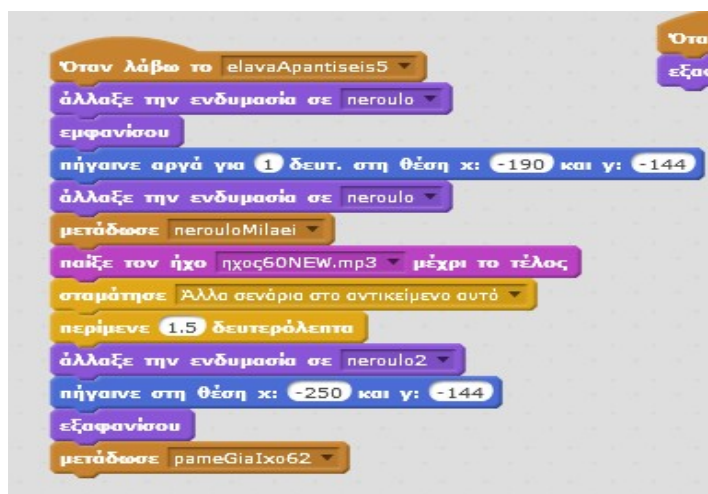 Όταν λάβω το elavaApantiseis5
άλλαξε την ενδυμασία σε neroulo
εμφανίσου
πήγαινε αργά για 1 δευτ. στη θέση x: -190 και y: -144
άλλαξε την ενδυμασία σε neroulo
μετάδωσε nerouloMilaei
παίξε τον ήχο ηχος60NEW.mp3 μέχρι το τέλος
σταμάτησε Άλλα σενάρια στο αντικείμενο αυτό
περίμενε 1.5 δευτερόλεπτα
άλλαξε την ενδυμασία σε neroulo2
πήγαινε στη θέση x: -250 και y: -144
εξαφανίσου
μετάδωσε pameGiaIxo62